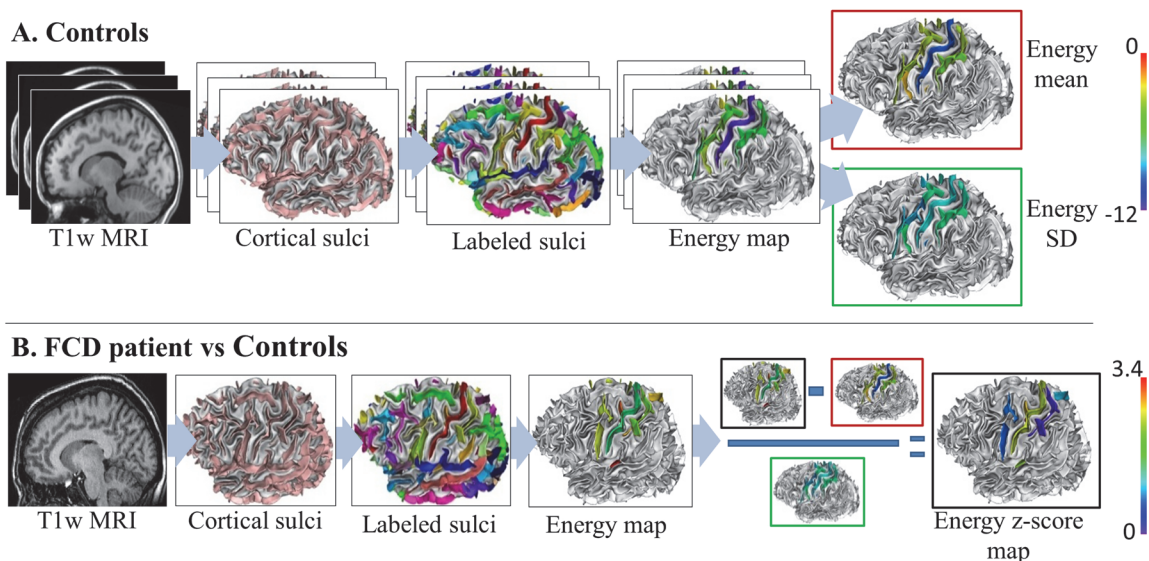 A. Controls
Energy
mean
0
T1w MRI
Cortical sulci
Labeled sulci
Energy map
Energy
SD
-12
B. FCD patient vs Controls
3.4
T1w MRI
Cortical sulci
Labeled sulci
Energy map
Energy z-score
map
0